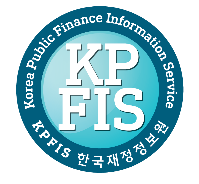 Korea Public Finance Information Service
KP
FIS
KPFIS 한국재정정보원